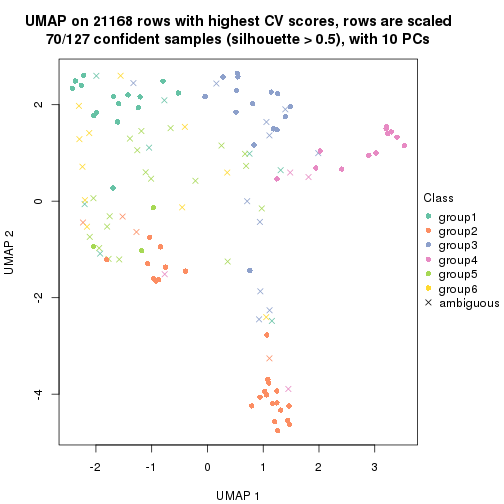 UMAP on 21168 rows with highest CV scores, rows are scaled
70/127 confident samples (silhouette > 0.5), with 10 PCs
2
0
-2
-4
UMAP 2
-2
-1
0
1
2
3
UMAP 1
Class
group1
group2
group3
group4
group5
group6
ambiguous